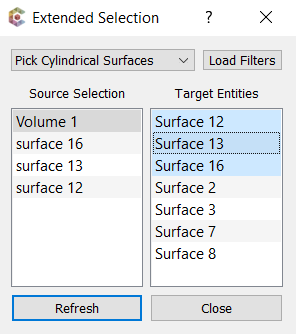 Extended Selection
Pick Cylindrical Surfaces
Load Filters
Source Selection
Target Entities
Volume 1
surface 16
surface 13
surface 12
Surface 12
Surface 13
Surface 16
Surface 2
Surface 3
Surface 7
Surface 8
Refresh
Close